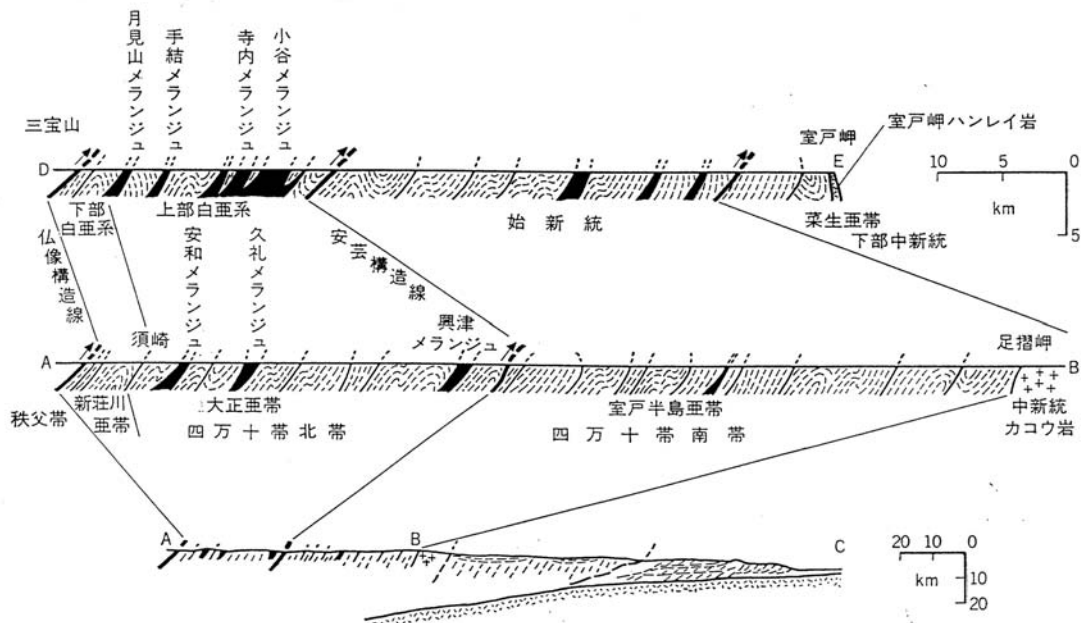 月見山メランジュ
手結メランジュ
寺内メランジュ
小谷メランジュ
三宝山
室戸岬
室戸岬ハンレイ岩
D
E
10 5 0
km
5
下部
白亜系
上部白亜系
始新統
菜生亜帯
下部中新統
仏像構造線
安和メランジュ
久礼メランジュ
安芸構造線
須崎
興津
メランジュ
足摺岬
A
B
秩父帯
新荘川
亜帯
大正亜帯
四万十帯北帯
室戸半島亜帯
四万十帯南帯
中新統
カコウ岩
A
B
C
20 10 0
km
10
20